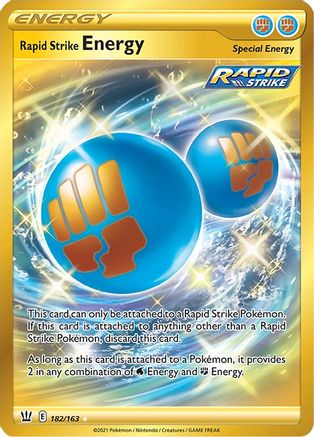 ENERGY
Rapid Strike Energy
Special Energy
RAPID
STRIKE
This card can only be attached to a Rapid Strike Pokémon.
If this card is attached to anything other than a Rapid
Strike Pokémon, discard this card.
As long as this card is attached to a Pokémon, it provides
2 in any combination of Energy and Energy.
E 182/163
©2021 Pokémon / Nintendo / Creatures / GAME FREAK